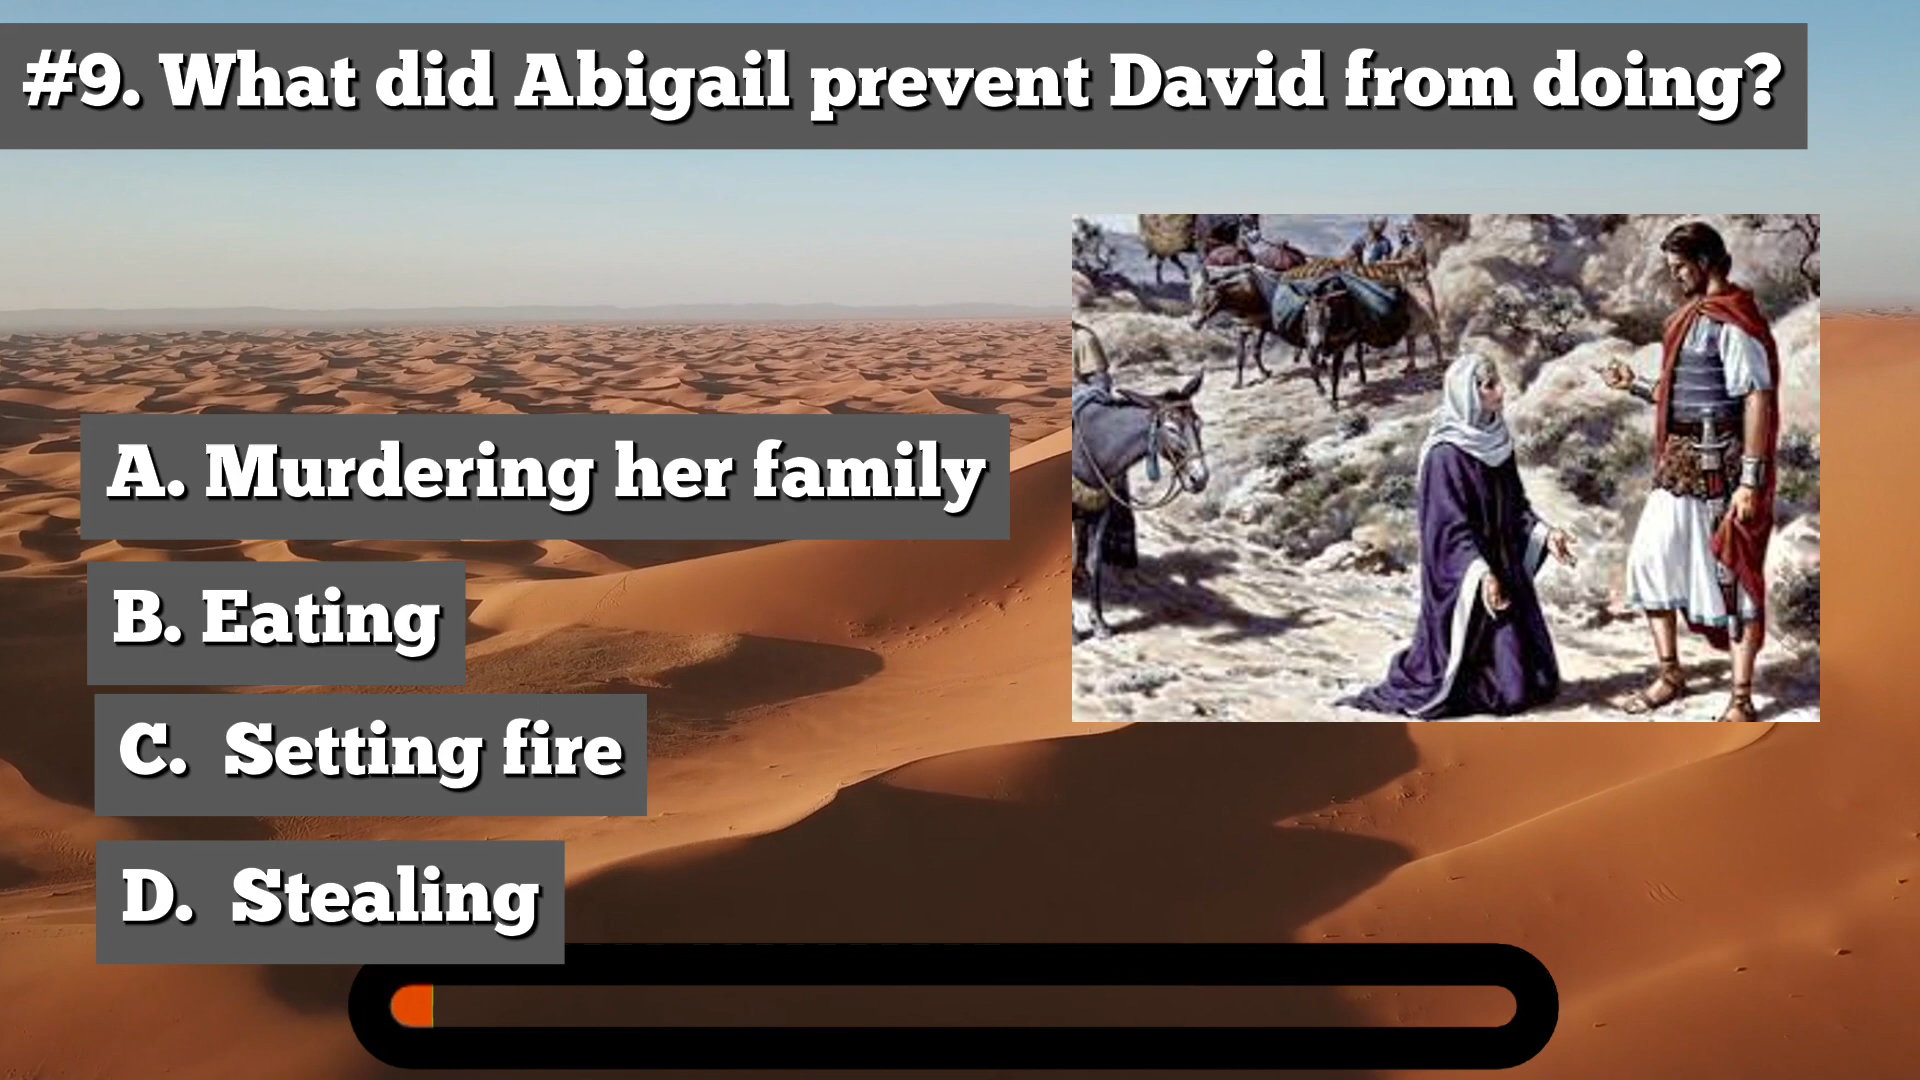 #9. What did Abigail prevent David from doing?
A. Murdering her family
B. Eating
C. Setting fire
D. Stealing